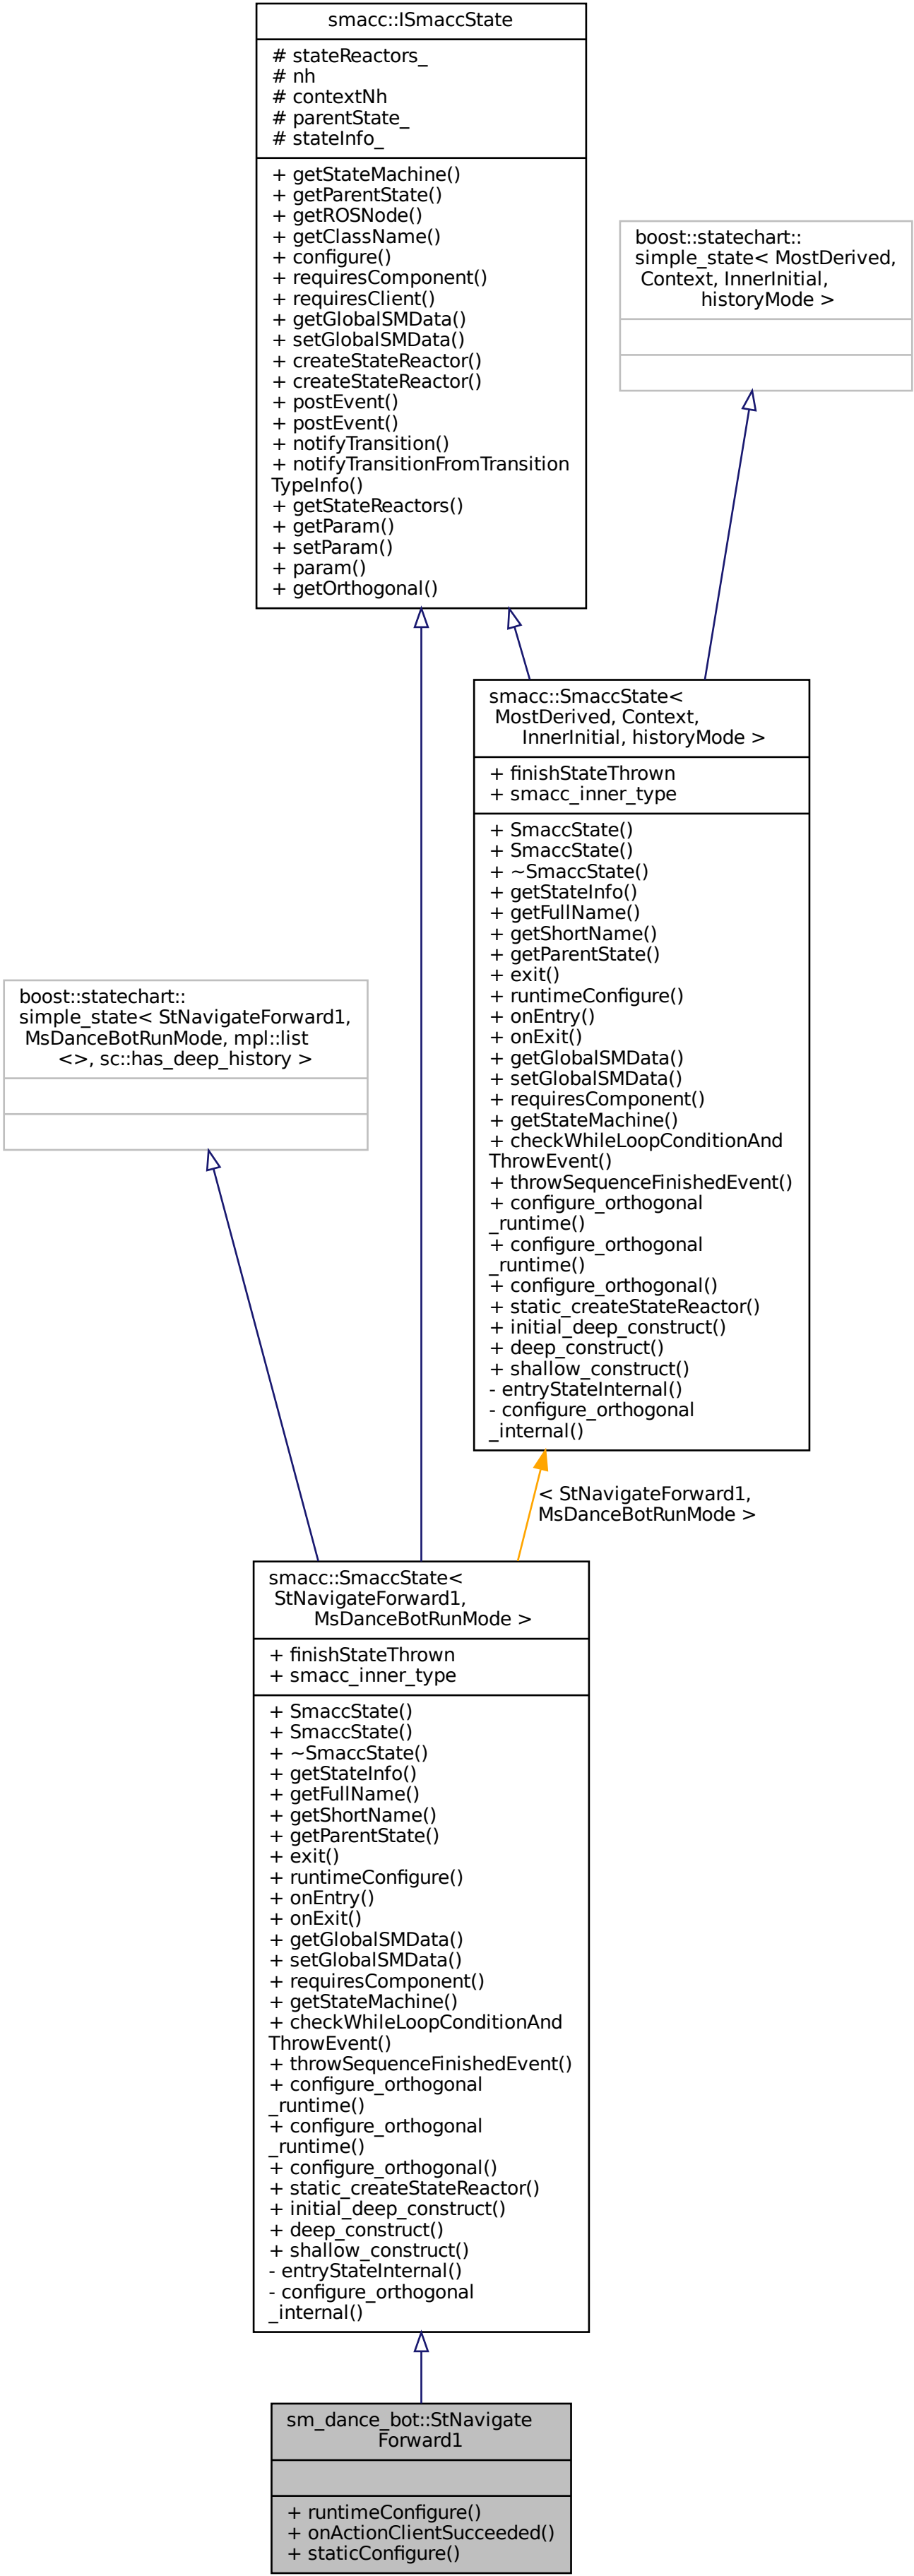 smacc::ISmaccState
# stateReactors_
# nh
# contextNh
# parentState_
# stateInfo_
+ getStateMachine()
+ getParentState()
+ getROSNode()
+ getClassName()
+ configure()
+ requiresComponent()
+ requiresClient()
+ getGlobalSMData()
+ setGlobalSMData()
+ createStateReactor()
+ createStateReactor()
+ postEvent()
+ postEvent()
+ notifyTransition()
+ notifyTransitionFromTransition
TypeInfo()
+ getStateReactors()
+ getParam()
+ setParam()
+ param()
+ getOrthogonal()
boost::statechart::
simple_state< MostDerived,
Context, InnerInitial,
historyMode >
smacc::SmaccState<
MostDerived, Context,
InnerInitial, historyMode >
+ finishStateThrown
+ smacc_inner_type
+ SmaccState()
+ SmaccState()
+ ~SmaccState()
+ getStateInfo()
+ getFullName()
+ getShortName()
+ getParentState()
+ exit()
+ runtimeConfigure()
+ onEntry()
+ onExit()
+ getGlobalSMData()
+ setGlobalSMData()
+ requiresComponent()
+ getStateMachine()
+ checkWhileLoopConditionAnd
ThrowEvent()
+ throwSequenceFinishedEvent()
+ configure_orthogonal
_runtime()
+ configure_orthogonal
_runtime()
+ configure_orthogonal()
+ static_createStateReactor()
+ initial_deep_construct()
+ deep_construct()
+ shallow_construct()
- entryStateInternal()
- configure_orthogonal
_internal()
boost::statechart::
simple_state< StNavigateForward1,
MsDanceBotRunMode, mpl::list
<>, sc::has_deep_history >
< StNavigateForward1,
MsDanceBotRunMode >
smacc::SmaccState<
StNavigateForward1,
MsDanceBotRunMode >
+ finishStateThrown
+ smacc_inner_type
+ SmaccState()
+ SmaccState()
+ ~SmaccState()
+ getStateInfo()
+ getFullName()
+ getShortName()
+ getParentState()
+ exit()
+ runtimeConfigure()
+ onEntry()
+ onExit()
+ getGlobalSMData()
+ setGlobalSMData()
+ requiresComponent()
+ getStateMachine()
+ checkWhileLoopConditionAnd
ThrowEvent()
+ throwSequenceFinishedEvent()
+ configure_orthogonal
_runtime()
+ configure_orthogonal
_runtime()
+ configure_orthogonal()
+ static_createStateReactor()
+ initial_deep_construct()
+ deep_construct()
+ shallow_construct()
- entryStateInternal()
- configure_orthogonal
_internal()
sm_dance_bot::StNavigate
Forward1
+ runtimeConfigure()
+ onActionClientSucceeded()
+ staticConfigure()